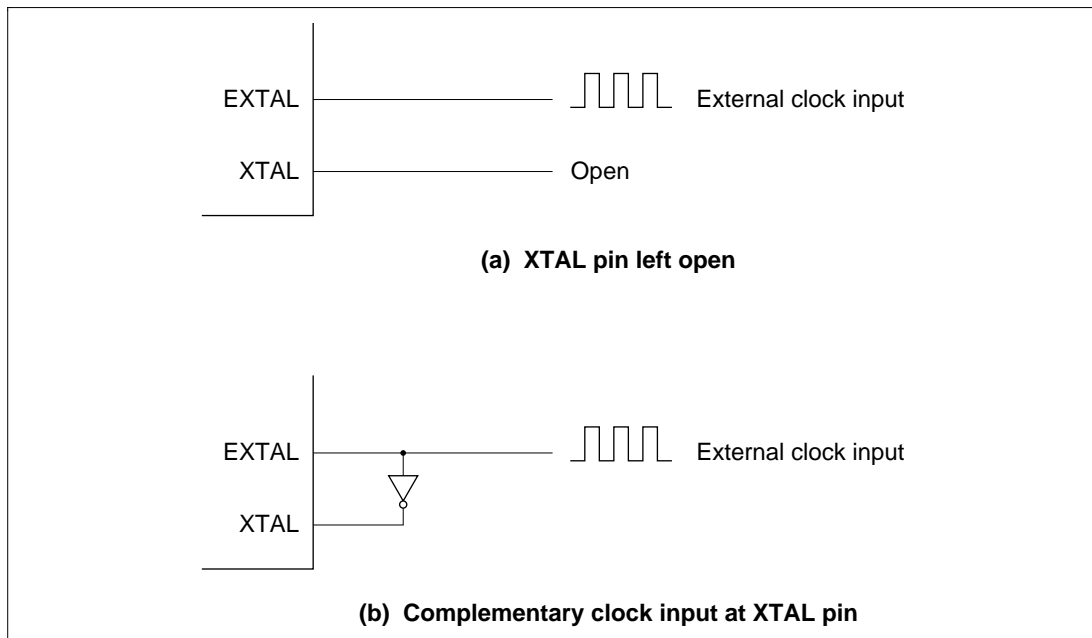 EXTAL External clock input
XTAL Open
(a) XTAL pin left open
EXTAL External clock input
XTAL
(b) Complementary clock input at XTAL pin